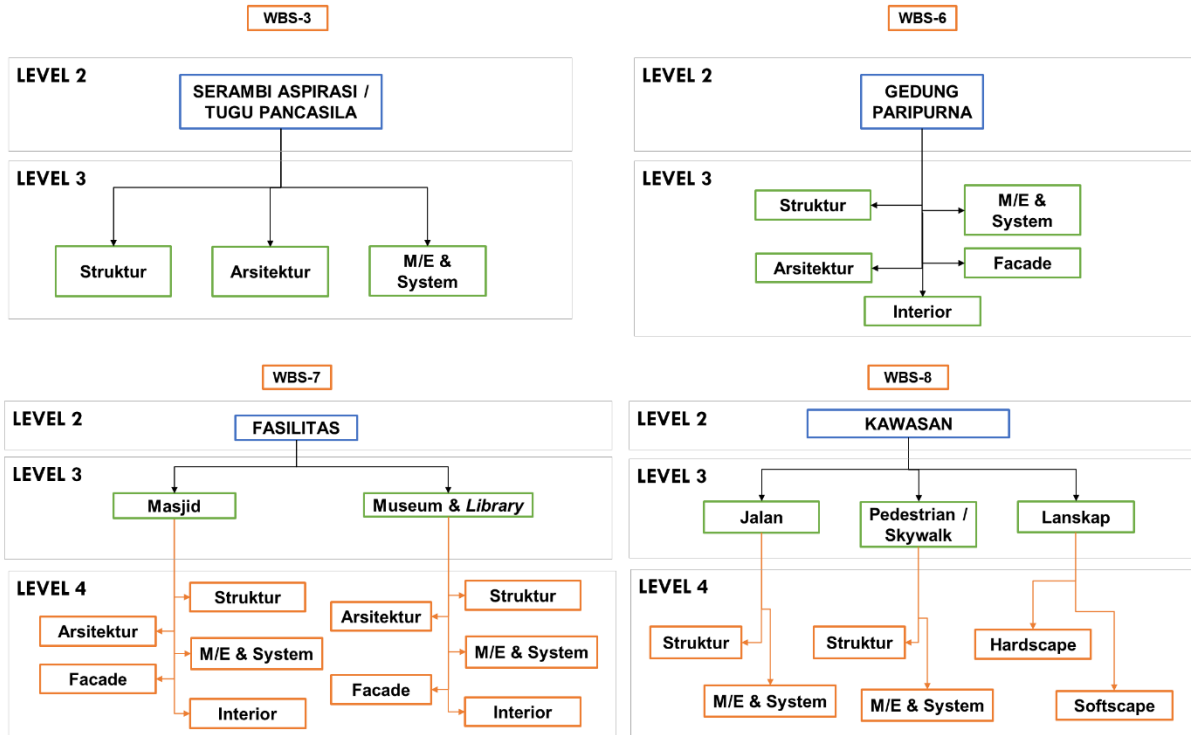 WBS-3
LEVEL 2
SERAMBI ASPIRASI /
TUGU PANCASILA
LEVEL 3
Struktur
Arsitektur
M/E &
System
WBS-6
LEVEL 2
GEDUNG
PARIPURNA
LEVEL 3
Struktur
M/E &
System
Arsitektur
Facade
Interior
WBS-7
LEVEL 2
FASILITAS
LEVEL 3
Masjid
Museum & Library
LEVEL 4
Struktur
Arsitektur
M/E & System
Facade
Interior
Struktur
Arsitektur
M/E & System
Facade
Interior
WBS-8
LEVEL 2
KAWASAN
LEVEL 3
Jalan
Pedestrian /
Skywalk
Lanskap
LEVEL 4
Struktur
M/E & System
Struktur
M/E & System
Hardscape
Softscape